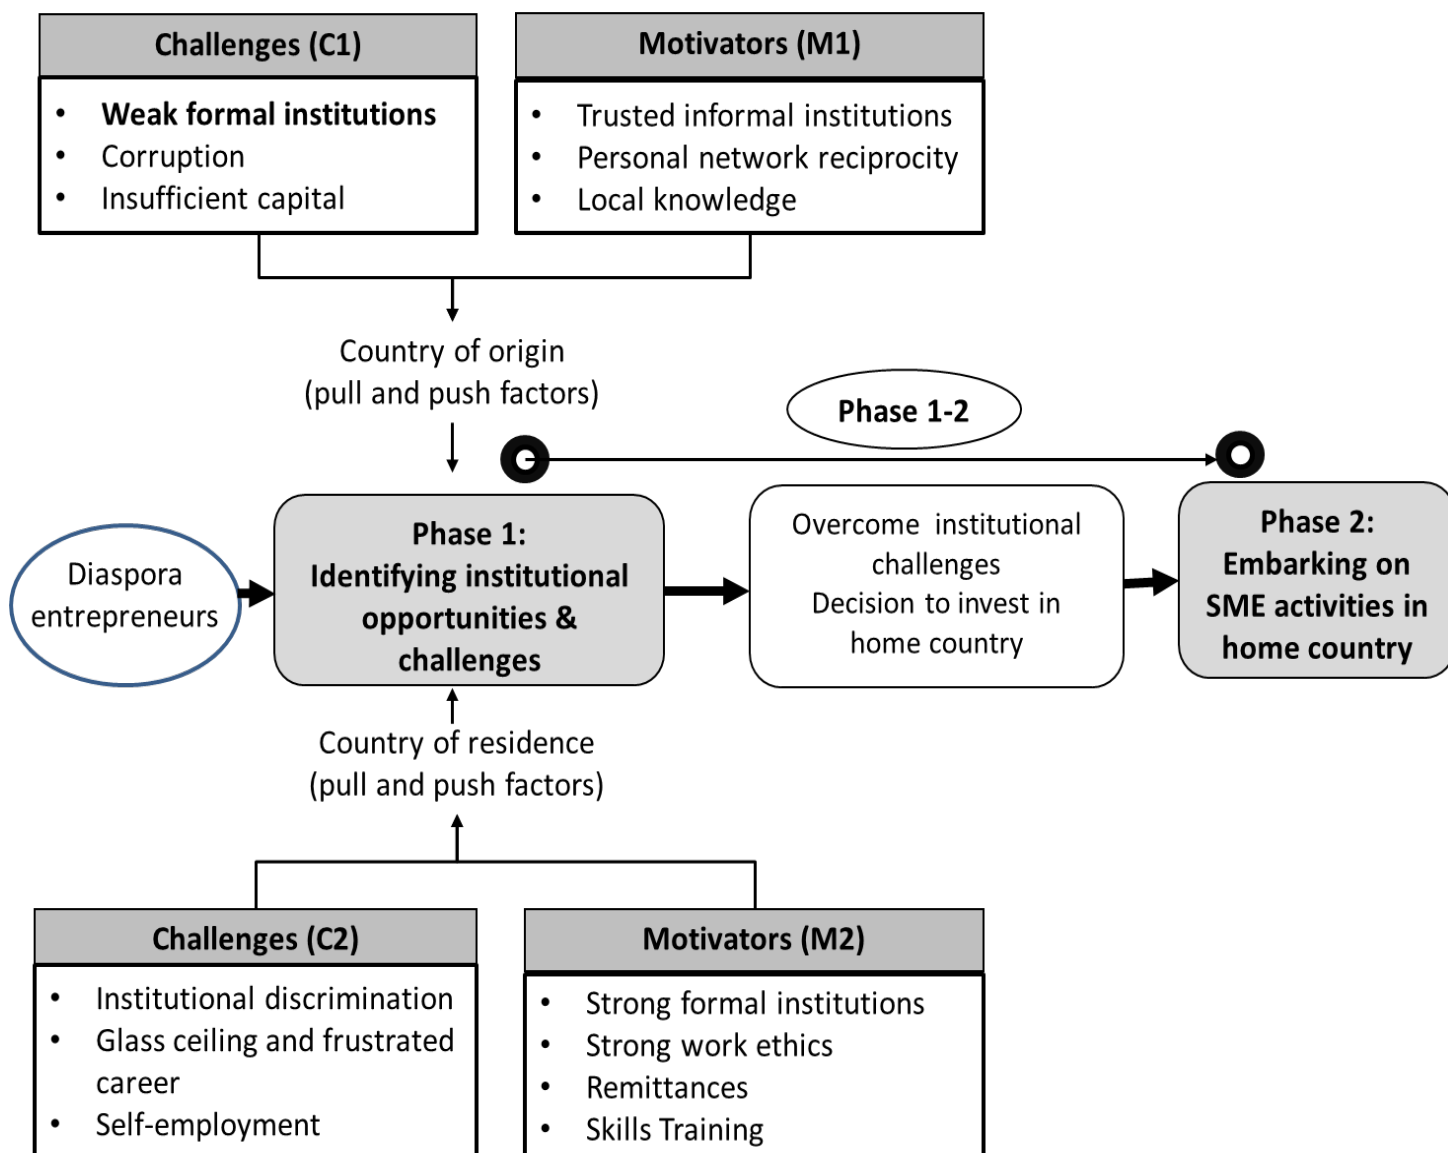 Challenges (C1)
• Weak formal institutions
• Corruption
• Insufficient capital
Motivators (M1)
• Trusted informal institutions
• Personal network reciprocity
• Local knowledge
Country of origin
(pull and push factors)
Phase 1-2
Diaspora
entrepreneurs
Phase 1:
Identifying institutional
opportunities &
challenges
Overcome institutional
challenges
Decision to invest in
home country
Phase 2:
Embarking on
SME activities in
home country
Country of residence
(pull and push factors)
Challenges (C2)
• Institutional discrimination
• Glass ceiling and frustrated
career
• Self-employment
Motivators (M2)
• Strong formal institutions
• Strong work ethics
• Remittances
• Skills Training